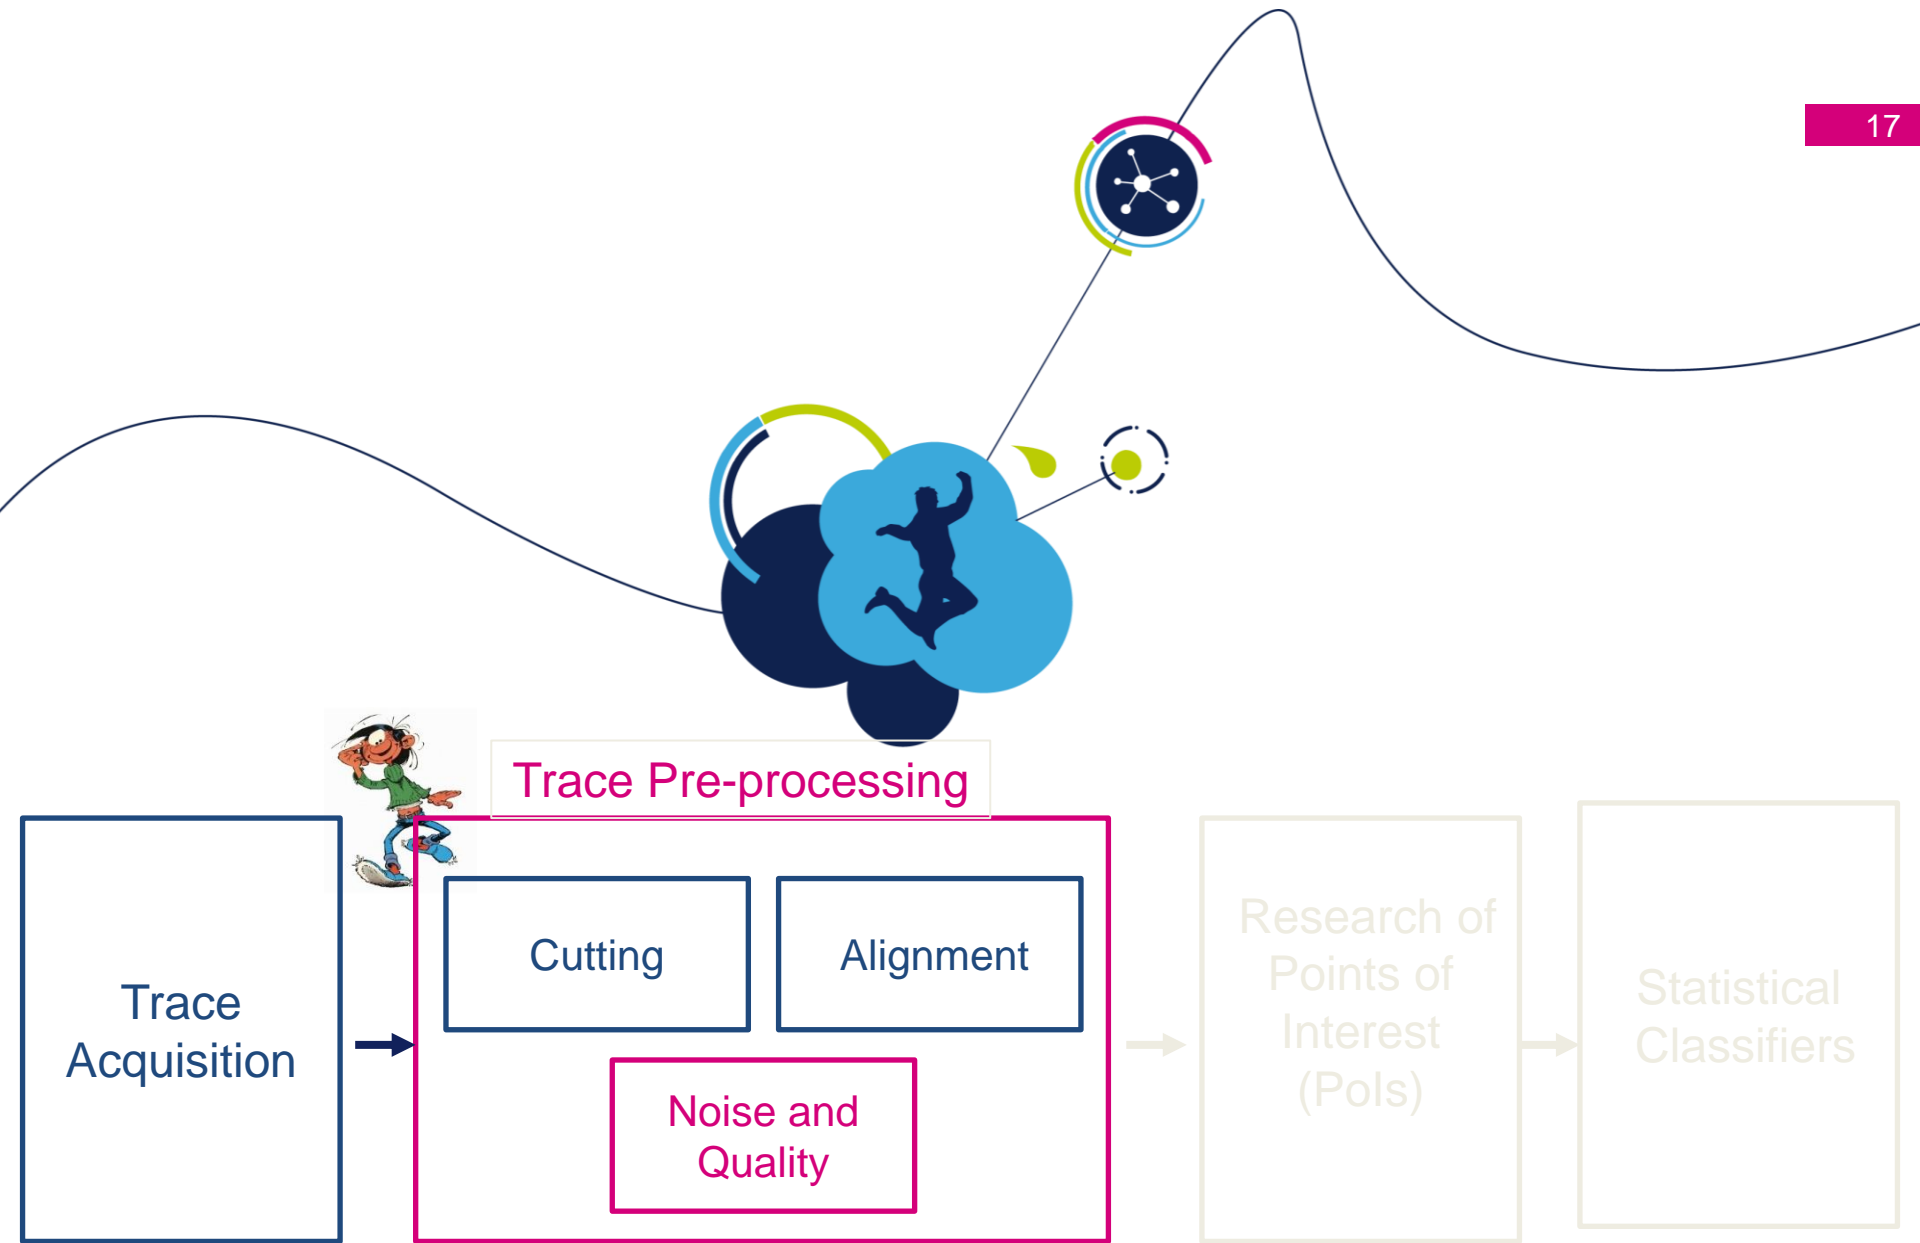 17
Trace Pre-processing
Trace
Acquisition
Cutting
Alignment
Noise and
Quality
Research of
Points of
Interest
(PoIs)
Statistical
Classifiers